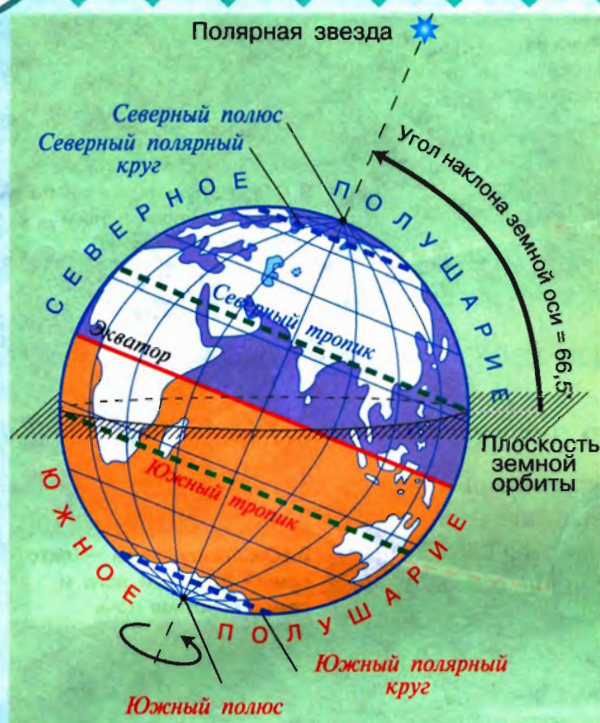 Полярная звезда
Северный полюс
Северный полярный
круг
Угол наклона земной оси = 66,5
СЕВЕРНОЕ ПОЛУШАРИЕ
Северный тропик
Экватор
Плоскость
земной
орбиты
Южный тропик
ЮЖНОЕ ПОЛУШАРИЕ
Южный полярный
круг
Южный полюс